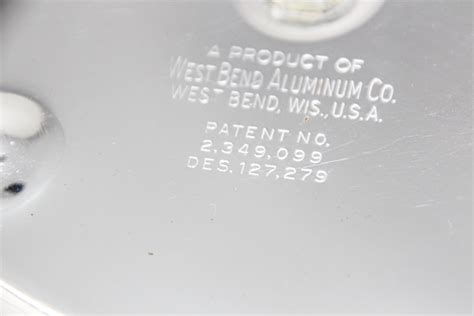 A PRODUCT OF
WEST BEND ALUMINUM CO.
WEST BEND, WIS., U.S.A.
PATENT NO.
2,349,099
DES. 127,279